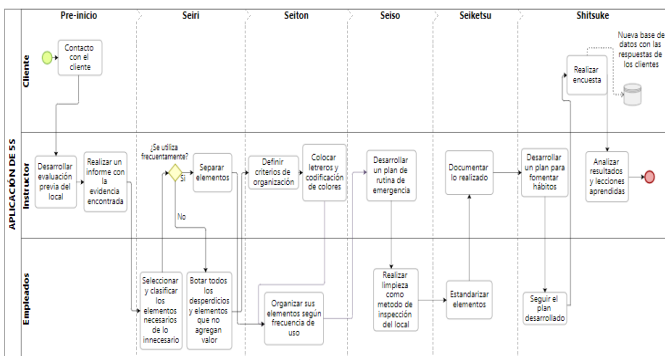 Pre-inicio
Seiri
Seiton
Seiso
Seiketsu
Shitsuke
APLICACIÓN DE 5S
Cliente
Contacto
con el
cliente
Realizar
encuesta
Nueva base de
datos con las
respuestas de
los clientes
Instructor
Desarrollar
evaluación
previa del
local
Realizar un
informe con la
evidencia
encontrada
¿Se utiliza
frecuentemente?
Si
No
Separar
elementos
Definir
criterios de
organización
Colocar
letreros y
codificación
de colores
Desarrollar
un plan de
rutina de
emergencia
Documentar
lo realizado
Desarrollar
un plan para
fomentar
hábitos
Analizar
resultados
y lecciones
aprendidas
Empleados
Seleccionar
y clasificar
los
elementos
necesarios
de lo
innecesario
Botar todos
los
desperdicios
y elementos
que no
agregan
valor
Organizar sus
elementos según
frecuencia de
uso
Realizar
limpieza como
metodo de
inspección del
local
Estandarizar
elementos
Seguir el
plan
desarrollado